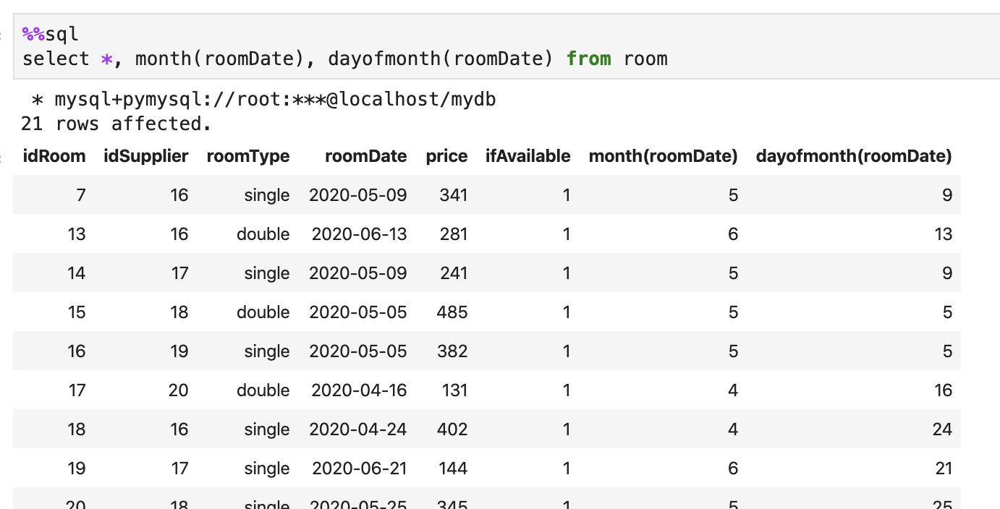 %%sql
select *, month(roomDate), dayofmonth(roomDate) from room
* mysql+pymysql://root:***@localhost/mydb
21 rows affected.
idRoom idSupplier roomType roomDate price ifAvailable month(roomDate) dayofmonth(roomDate)
7 16 single 2020-05-09 341 1 5 9
13 16 double 2020-06-13 281 1 6 13
14 17 single 2020-05-09 241 1 5 9
15 18 double 2020-05-05 485 1 5 5
16 19 single 2020-05-05 382 1 5 5
17 20 double 2020-04-16 131 1 4 16
18 16 single 2020-04-24 402 1 4 24
19 17 single 2020-06-21 144 1 6 21
20 18 single 2020-05-25 345 1 5 25